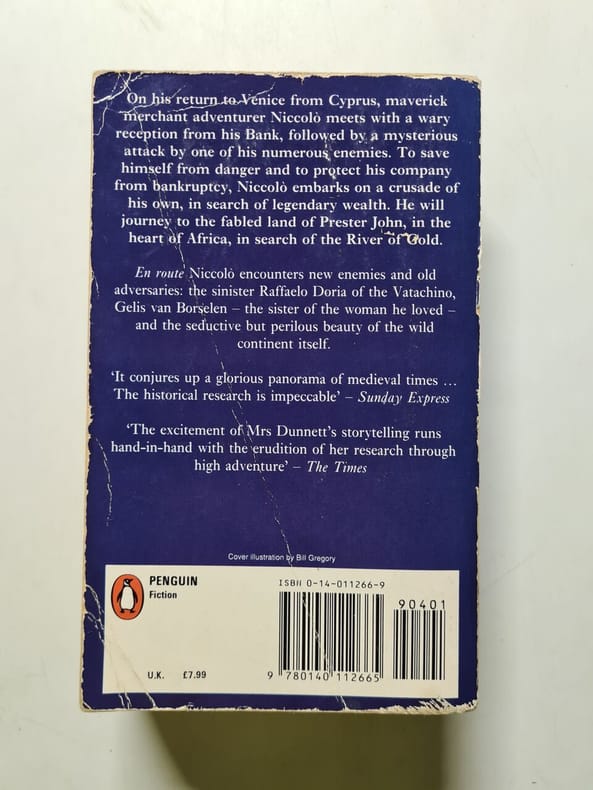 On his return to Venice from Cyprus, maverick
merchant adventurer Niccolò meets with a wary
reception from his Bank, followed by a mysterious
attack by one of his numerous enemies. To save
himself from danger and to protect his company
from bankruptcy, Niccolò embarks on a crusade of
his own, in search of legendary wealth. He will
journey to the fabled land of Prester John, in the
heart of Africa, in search of the River of Gold.
En route Niccolò encounters new enemies and old
adversaries: the sinister Raffaelo Doria of the Vatachino,
Gelis van Borselen – the sister of the woman he loved –
and the seductive but perilous beauty of the wild
continent itself.
‘It conjures up a glorious panorama of medieval times ...
The historical research is impeccable’ – Sunday Express
‘The excitement of Mrs Dunnett’s storytelling runs
hand-in-hand with the erudition of her research through
high adventure’ – The Times
Cover illustration by Bill Gregory
PENGUIN
Fiction
ISBN 0-14-011266-9
90401
U.K. £7.99
9 780140 112665